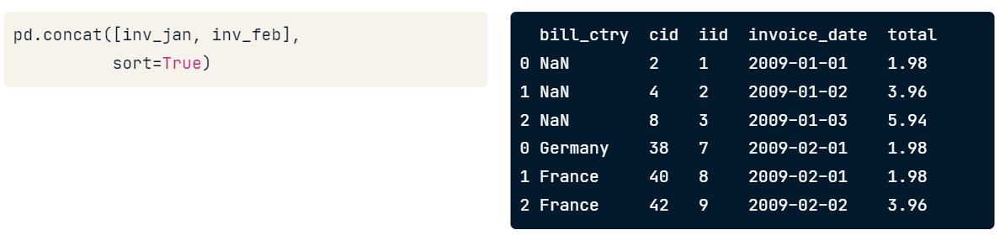 pd.concat([inv_jan, inv_feb],
          sort=True)
  bill_ctry  cid  iid  invoice_date  total
0 NaN        2    1    2009-01-01    1.98
1 NaN        4    2    2009-01-02    3.96
2 NaN        8    3    2009-01-03    5.94
0 Germany    38   7    2009-02-01    1.98
1 France     40   8    2009-02-01    1.98
2 France     42   9    2009-02-02    3.96